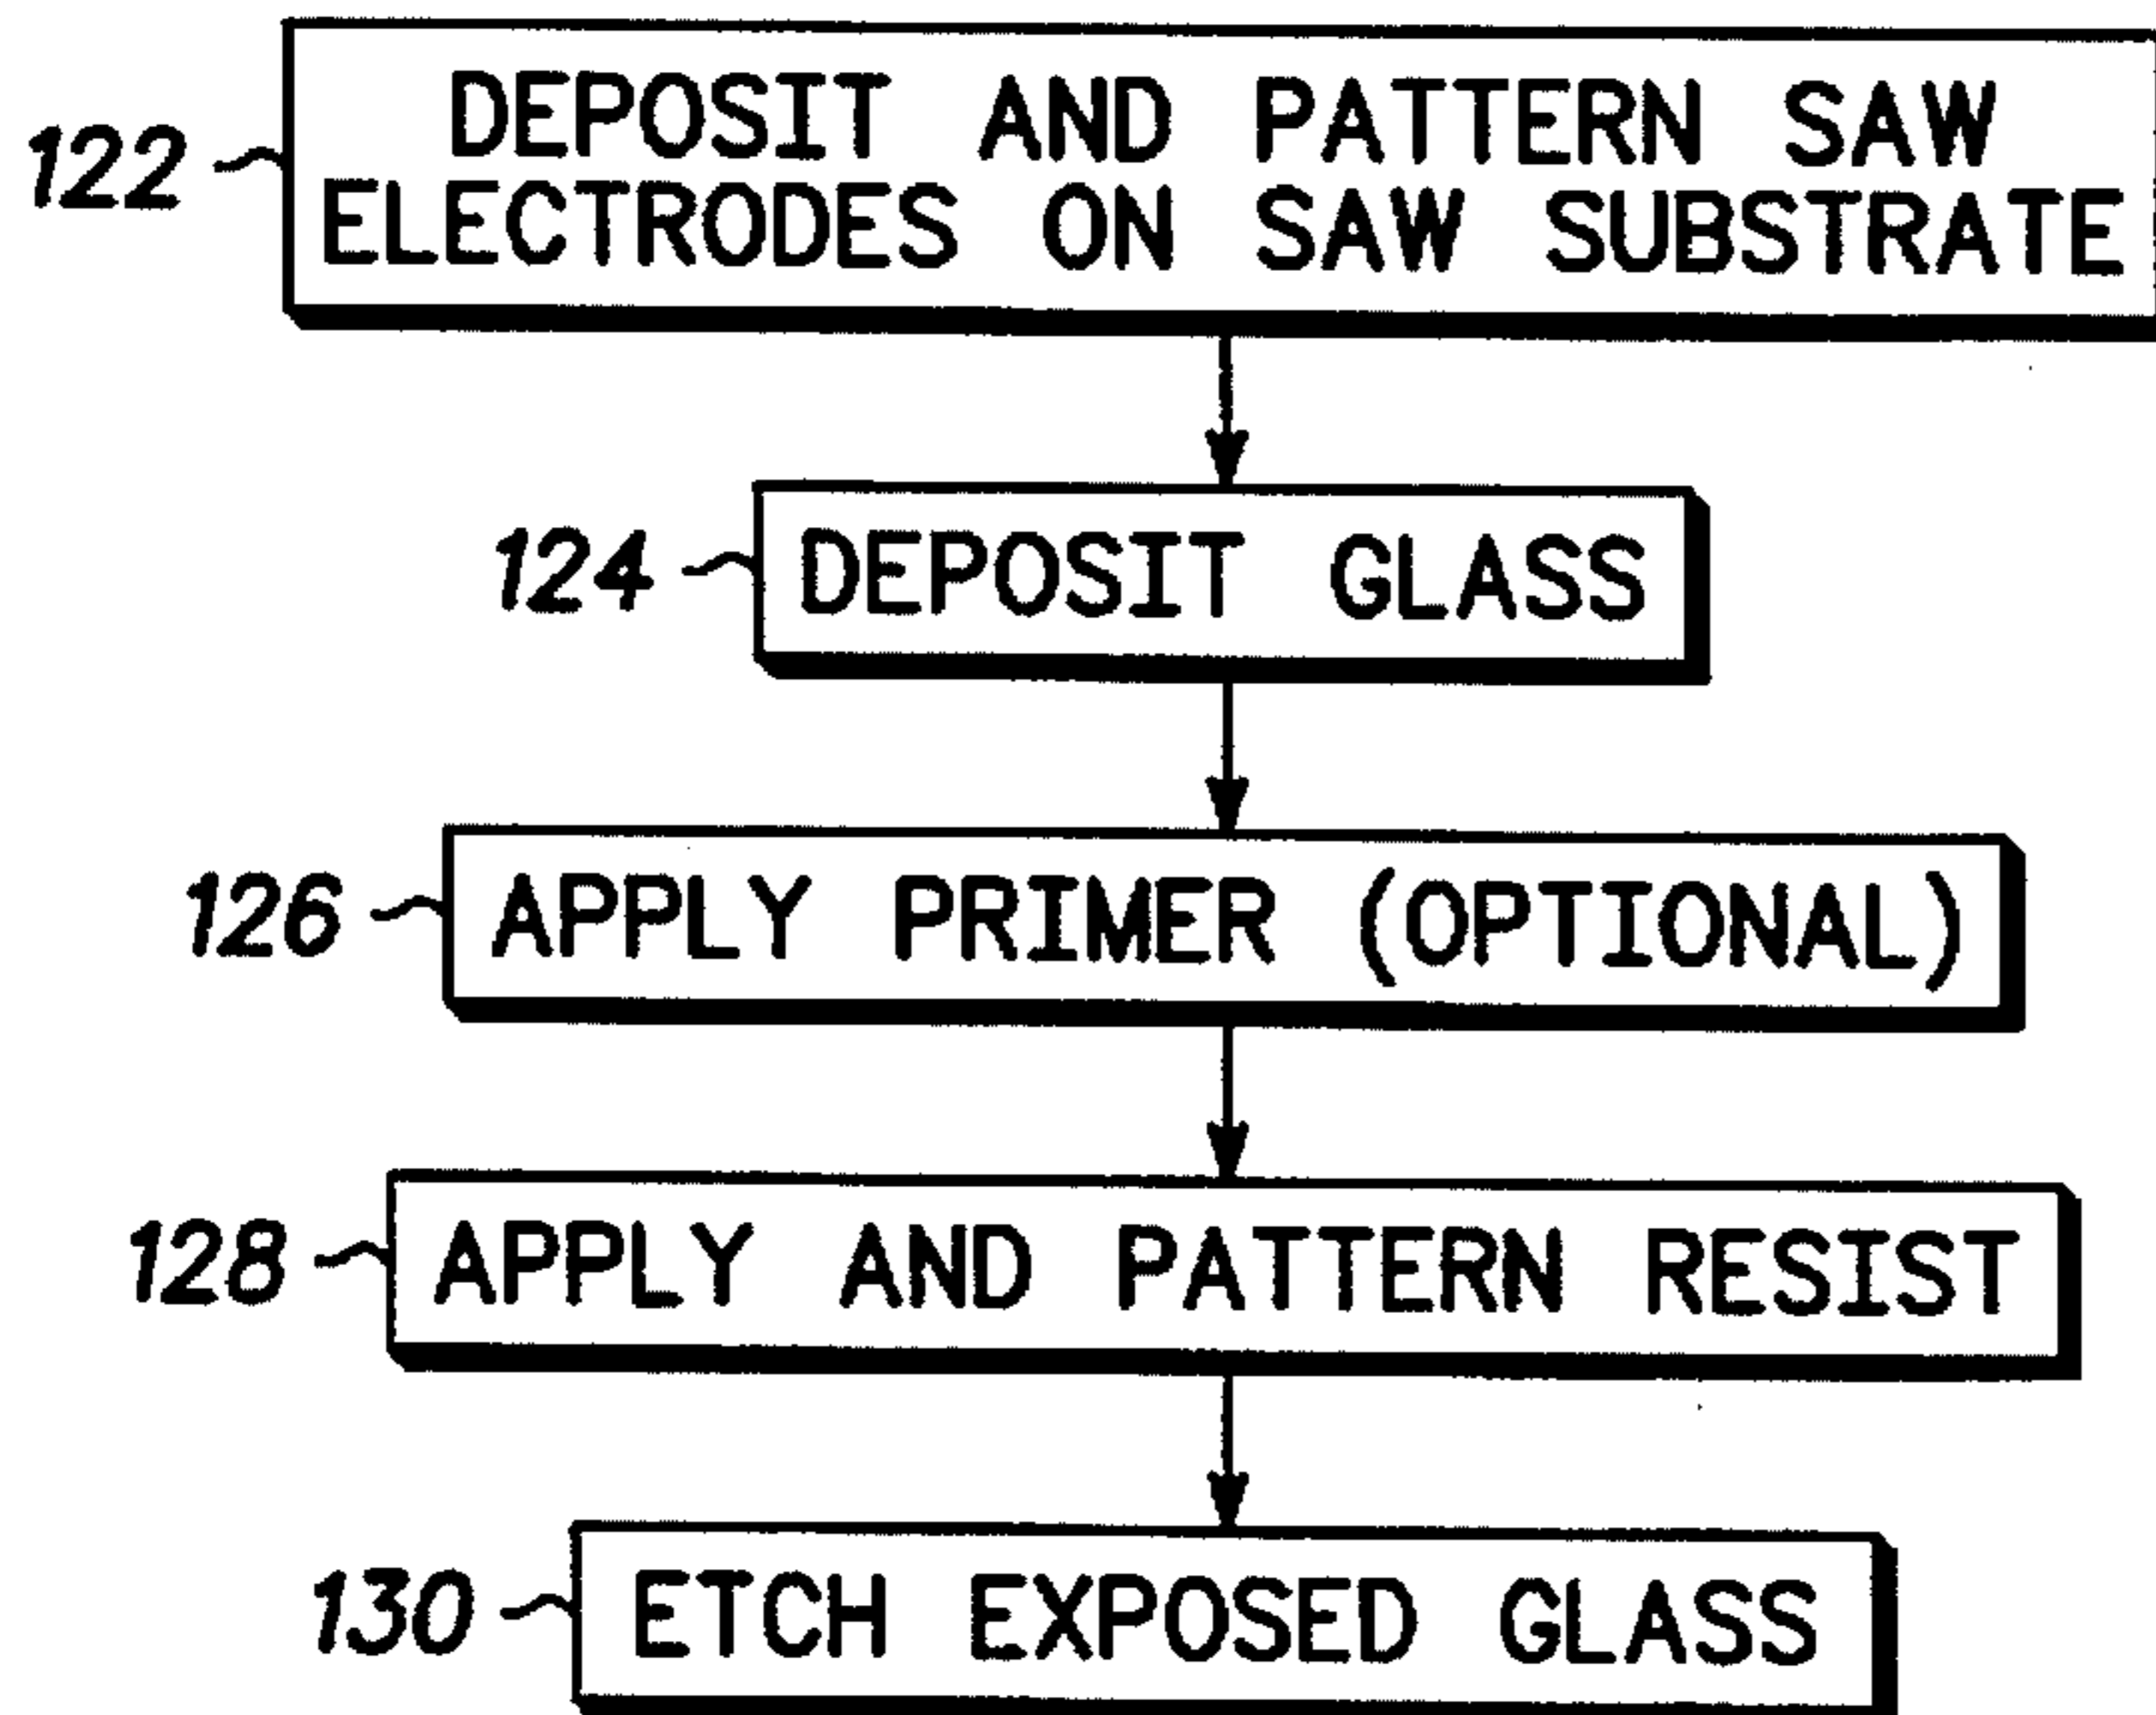 122
DEPOSIT AND PATTERN SAW
ELECTRODES ON SAW SUBSTRATE
124
DEPOSIT GLASS
126
APPLY PRIMER (OPTIONAL)
128
APPLY AND PATTERN RESIST
130
ETCH EXPOSED GLASS